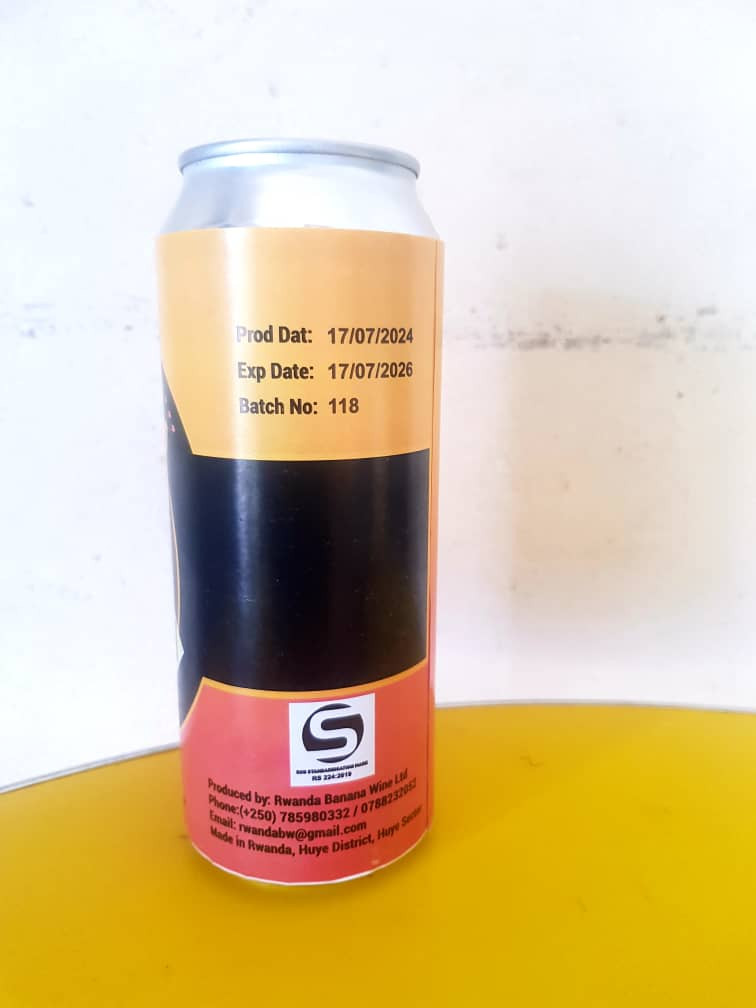 Prod Dat: 17/07/2024
Exp Date: 17/07/2026
Batch No: 118
S
RSB STANDARDISATION MARK
RS 324:2019
Produced by: Rwanda Banana Wine Ltd
Phone:(+250) 785980332 / 0788232052
Email: rwandabw@gmail.com
Made in Rwanda, Huye District, Huye Sector